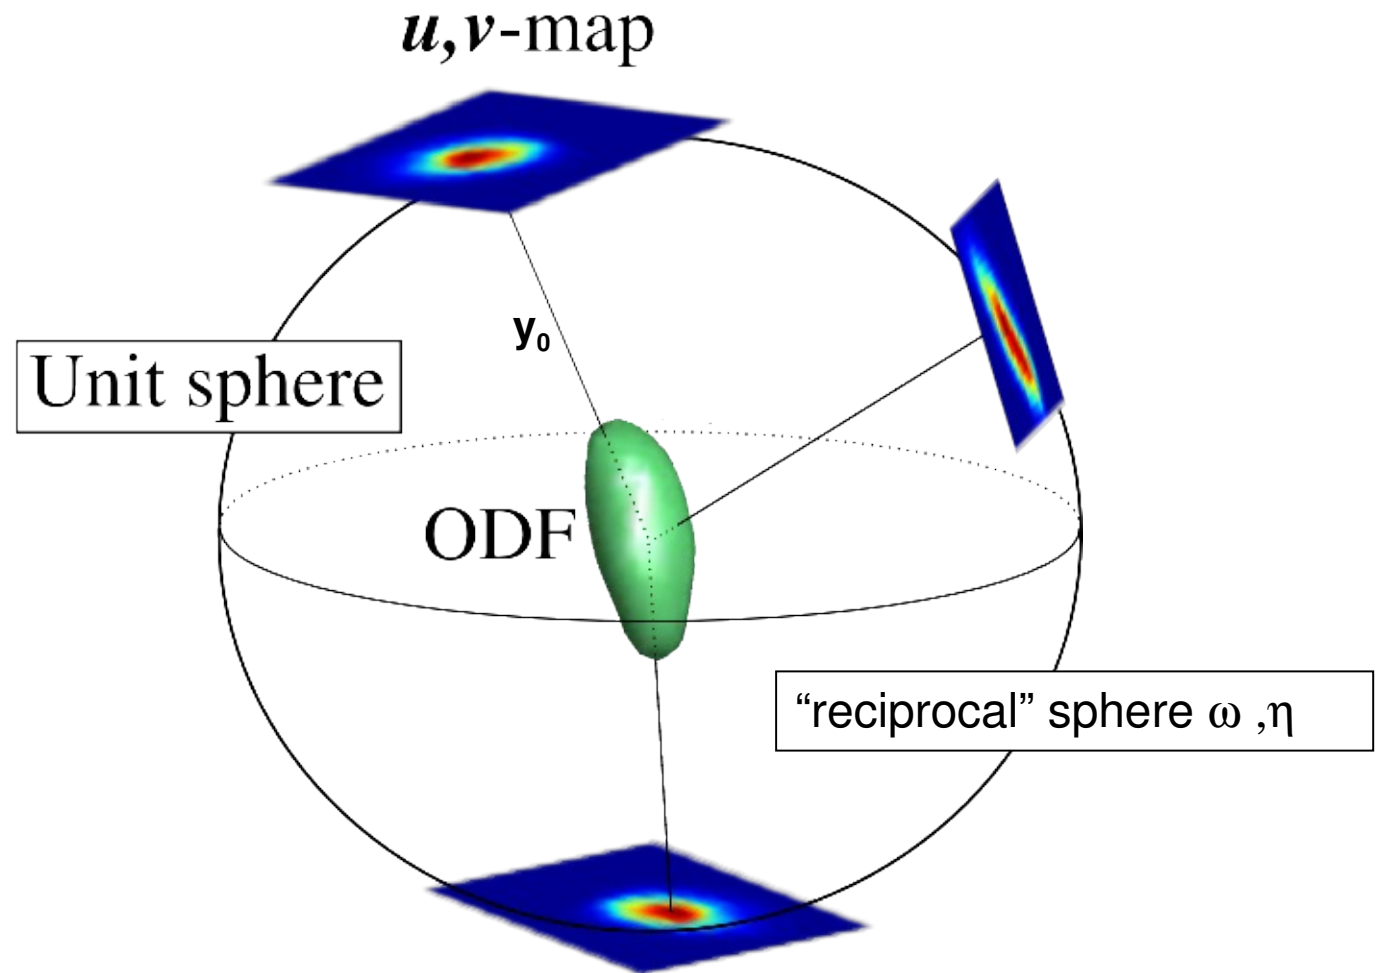 u,v-map
y₀
Unit sphere
ODF
“reciprocal” sphere ω ,η